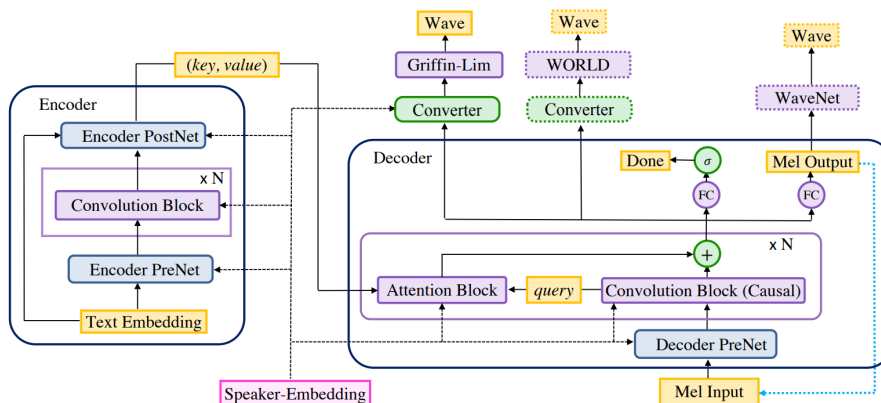 Wave
Wave
Wave
(key, value)
Griffin-Lim
WORLD
WaveNet
Encoder
Converter
Converter
Encoder PostNet
Decoder
Done
σ
Mel Output
x N
FC
FC
Convolution Block
x N
+
Encoder PreNet
Attention Block
query
Convolution Block (Causal)
Text Embedding
Decoder PreNet
Speaker-Embedding
Mel Input